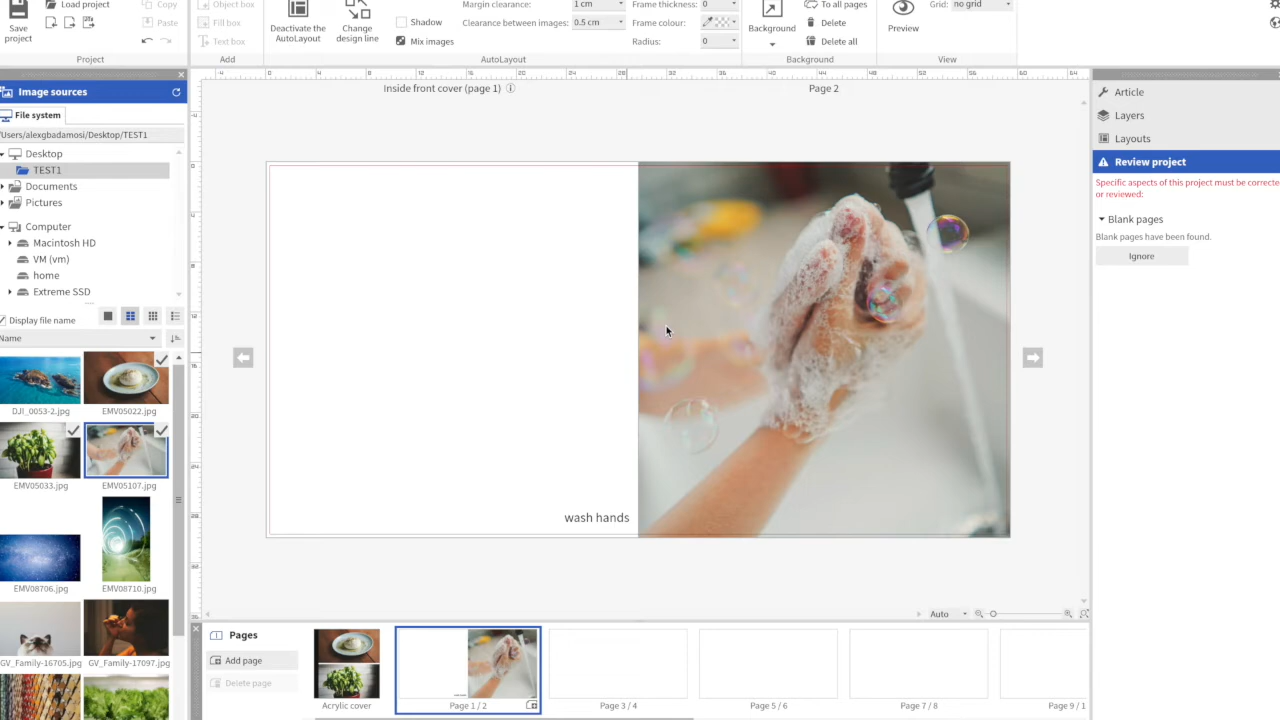 Load project
Save project
Copy
Paste
Project
Object box
Fill box
Text box
Add
Deactivate the AutoLayout
Change design line
Margin clearance: 1 cm
Shadow
Clearance between images: 0.5 cm
Mix images
Frame thickness: 0
Frame colour:
Radius: 0
AutoLayout
Background
To all pages
Delete
Delete all
Background
Preview
Grid: no grid
View
Image sources
File system
/Users/alexgbadamosi/Desktop/TEST1
Desktop
TEST1
Documents
Pictures
Computer
Macintosh HD
VM (vm)
home
Extreme SSD
Display file name
Name
DJI_0053-2.jpg
EMV05022.jpg
EMV05033.jpg
EMV05107.jpg
EMV08706.jpg
EMV08710.jpg
GV_Family-16705.jpg
GV_Family-17097.jpg
Inside front cover (page 1)
Page 2
wash hands
Auto
Pages
Add page
Delete page
Acrylic cover
Page 1 / 2
Page 3 / 4
Page 5 / 6
Page 7 / 8
Page 9 / 1
Article
Layers
Layouts
Review project
Specific aspects of this project must be correcte
or reviewed:
Blank pages
Blank pages have been found.
Ignore